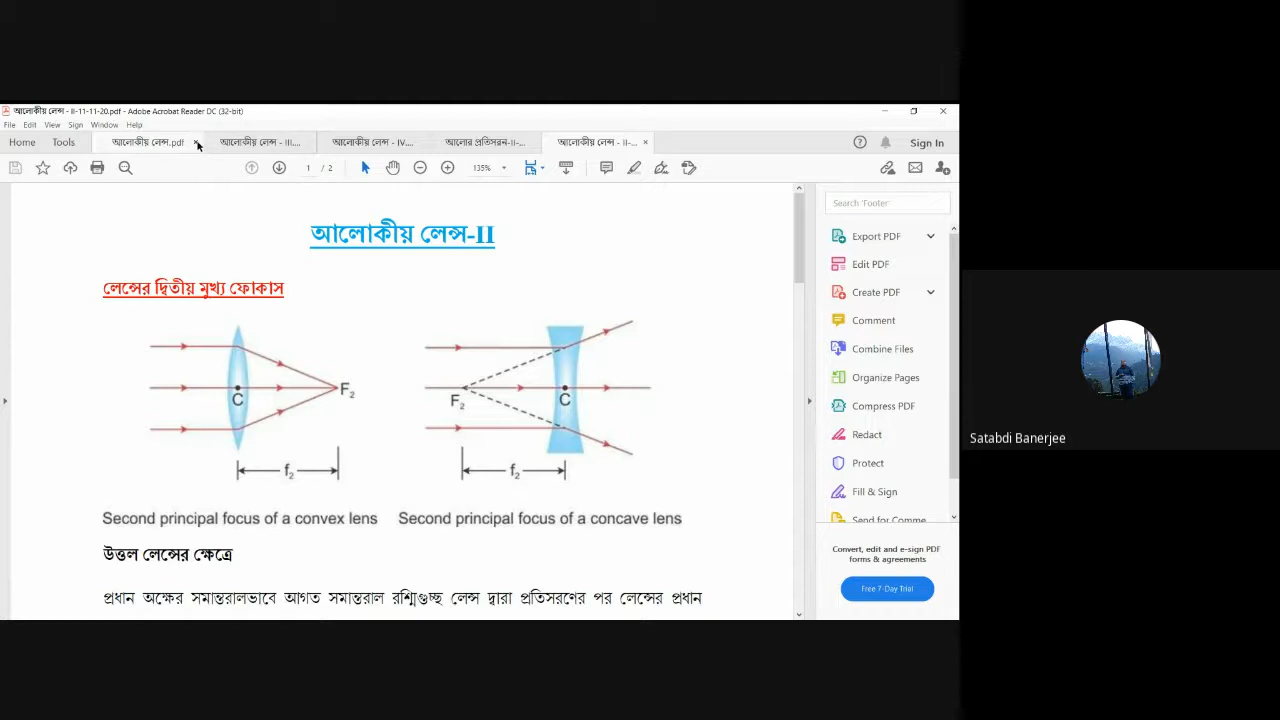 আলোকীয় লেন্স - II-11-11-20.pdf - Adobe Acrobat Reader DC (32-bit)
File Edit View Sign Window Help
Home Tools আলোকীয় লেন্স.pdf আলোকীয় লেন্স - III.... আলোকীয় লেন্স - IV.... আলোর প্রতিসরন-II-... আলোকীয় লেন্স - II-... Sign In
1 / 2 135%
আলোকীয় লেন্স-II
লেন্সের দ্বিতীয় মুখ্য ফোকাস
C F2
f2
Second principal focus of a convex lens
F2 C
f2
Second principal focus of a concave lens
উত্তল লেন্সের ক্ষেত্রে
প্রধান অক্ষের সমান্তরালভাবে আগত সমান্তরাল রশ্মিগুচ্ছ লেন্স দ্বারা প্রতিসরণের পর লেন্সের প্রধান
Search 'Footer'
Export PDF
Edit PDF
Create PDF
Comment
Combine Files
Organize Pages
Compress PDF
Redact
Protect
Fill & Sign
Send for Comme
Convert, edit and e-sign PDF
forms & agreements
Free 7-Day Trial
Satabdi Banerjee